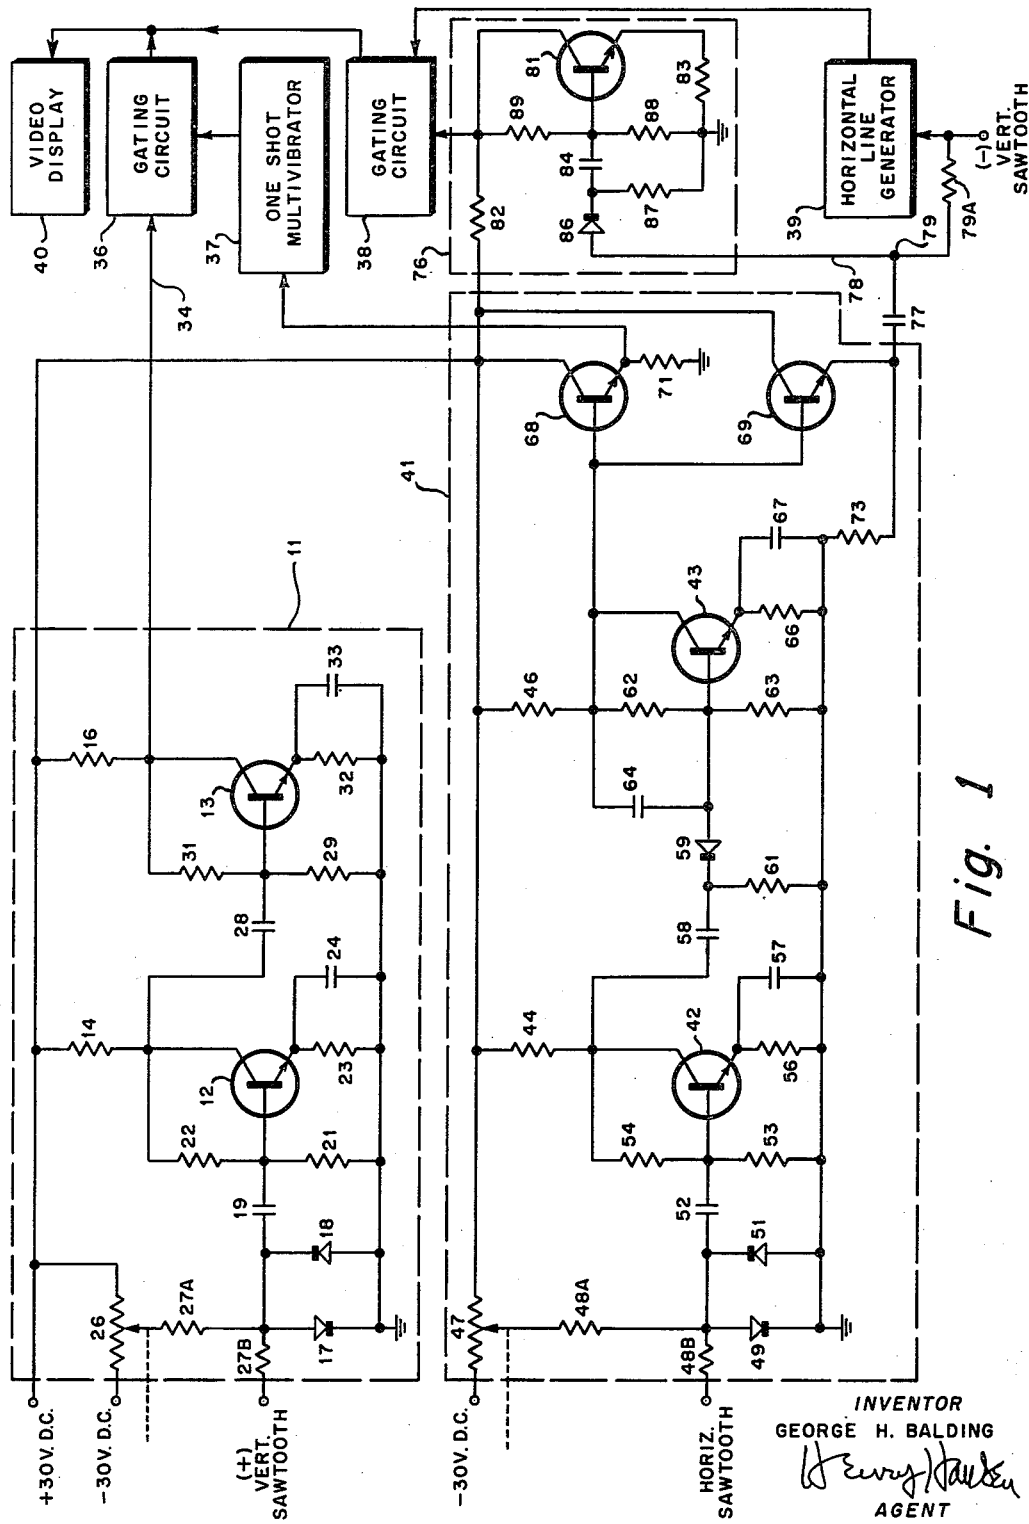 VIDEO
DISPLAY
40
GATING
CIRCUIT
36
ONE SHOT
MULTIVIBRATOR
37
GATING
CIRCUIT
38
HORIZONTAL
LINE
GENERATOR
39
(-)
VERT.
SAWTOOTH
79A
79
78
77
76
81
82
83
84
86
87
88
89
34
68
69
71
73
41
11
16
13
31
32
33
29
28
14
12
24
23
22
21
19
18
17
26
27A
27B
+30V. D.C.
-30V. D.C.
(+)
VERT.
SAWTOOTH
46
62
63
64
43
66
67
59
61
58
57
44
42
56
54
53
52
51
49
47
48A
48B
-30V. D.C.
HORIZ.
SAWTOOTH
Fig. 1
INVENTOR
GEORGE H. BALDING
AGENT